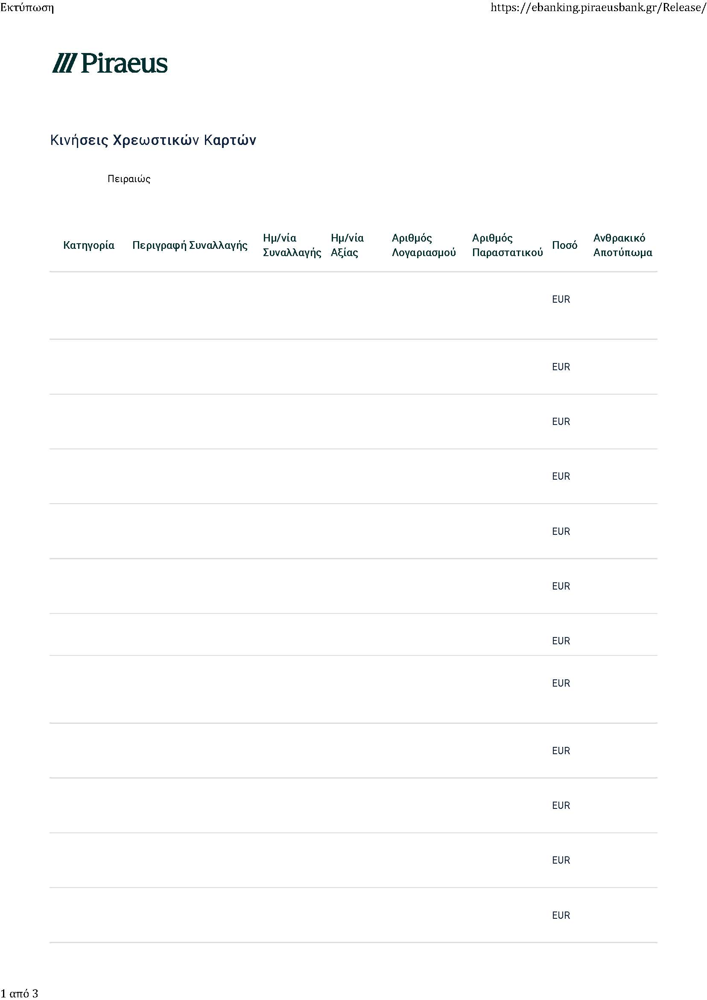 Εκτύπωση
https://ebanking.piraeusbank.gr/Release/
Piraeus
Κινήσεις Χρεωστικών Καρτών
Πειραιώς
Κατηγορία
Περιγραφή Συναλλαγής
Ημ/νία
Συναλλαγής
Ημ/νία
Αξίας
Αριθμός
Λογαριασμού
Αριθμός
Παραστατικού
Ποσό
Ανθρακικό
Αποτύπωμα
EUR
EUR
EUR
EUR
EUR
EUR
EUR
EUR
EUR
EUR
EUR
EUR
1 από 3